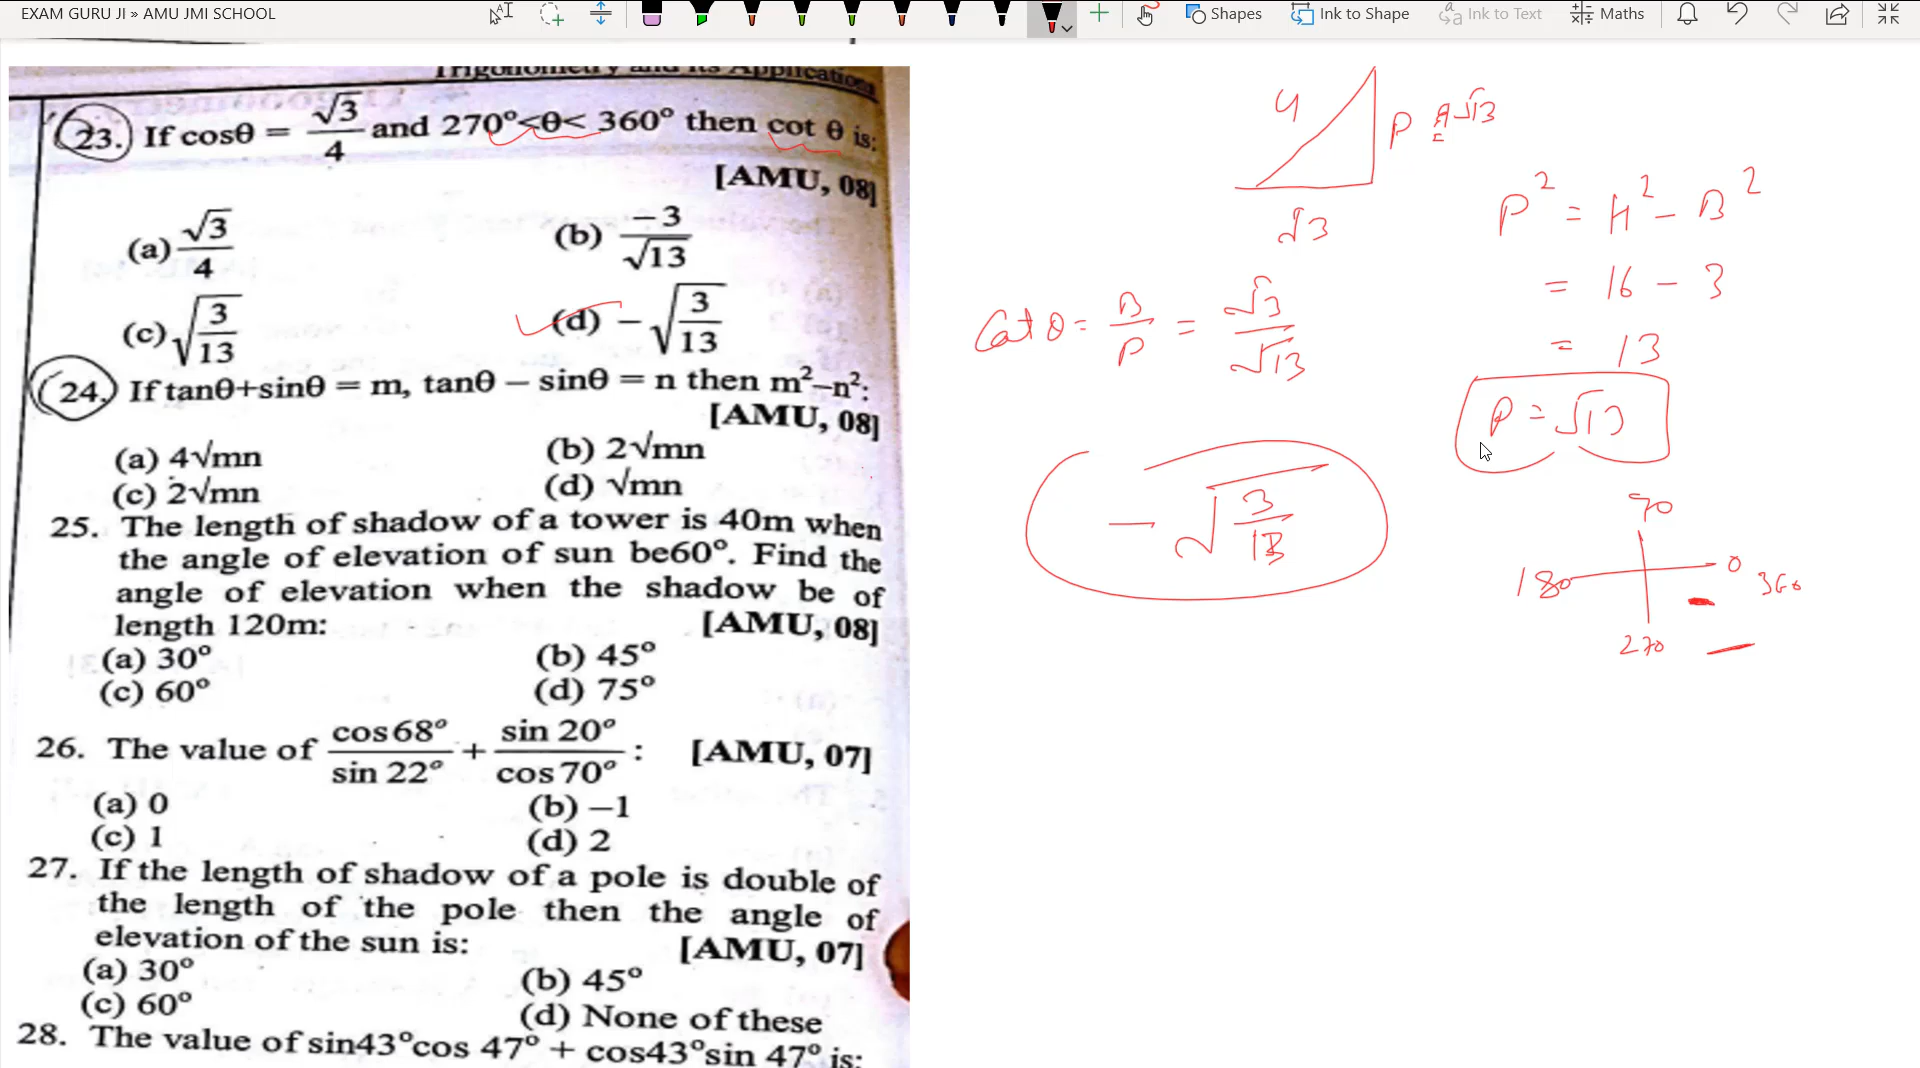 EXAM GURU JI » AMU JMI SCHOOL
Shapes Ink to Shape Ink to Text Maths
Trigonometry and Its Applications
23. If cosθ = √3/4 and 270°<θ< 360° then cot θ is:
[AMU, 08]
(a) √3/4 (b) −3/√13
(c) √(3/13) (d) −√(3/13)
24. If tanθ+sinθ = m, tanθ − sinθ = n then m²−n²:
[AMU, 08]
(a) 4√mn (b) 2√mn
(c) 2√mn (d) √mn
25. The length of shadow of a tower is 40m when
the angle of elevation of sun be60°. Find the
angle of elevation when the shadow be of
length 120m: [AMU, 08]
(a) 30° (b) 45°
(c) 60° (d) 75°
26. The value of cos68°/sin 22° + sin 20°/cos70° : [AMU, 07]
(a) 0 (b) −1
(c) 1 (d) 2
27. If the length of shadow of a pole is double of
the length of the pole then the angle of
elevation of the sun is: [AMU, 07]
(a) 30° (b) 45°
(c) 60° (d) None of these
28. The value of sin43°cos 47° + cos43°sin 47° is:
4
P = √13
√3
P² = H² − B²
= 16 − 3
= 13
P = √13
Cot θ = B/P = √3/√13
− √(3/13)
90
180 0 360
270